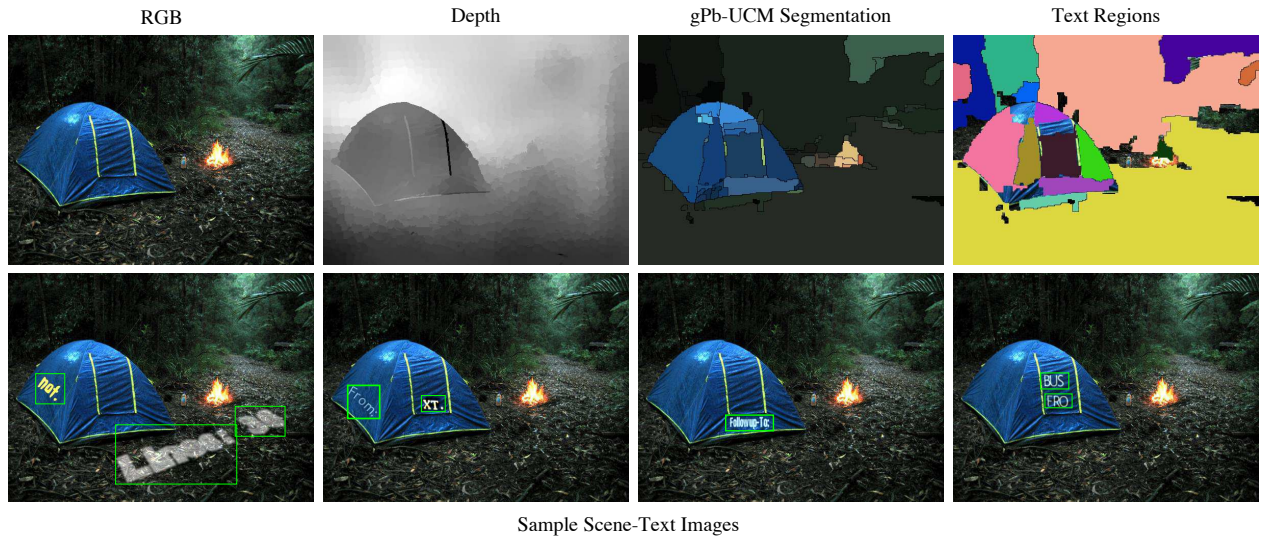 RGB
Depth
gPb-UCM Segmentation
Text Regions
not.
From:
XT.
Followup-To:
BUS
FRO
Sample Scene-Text Images